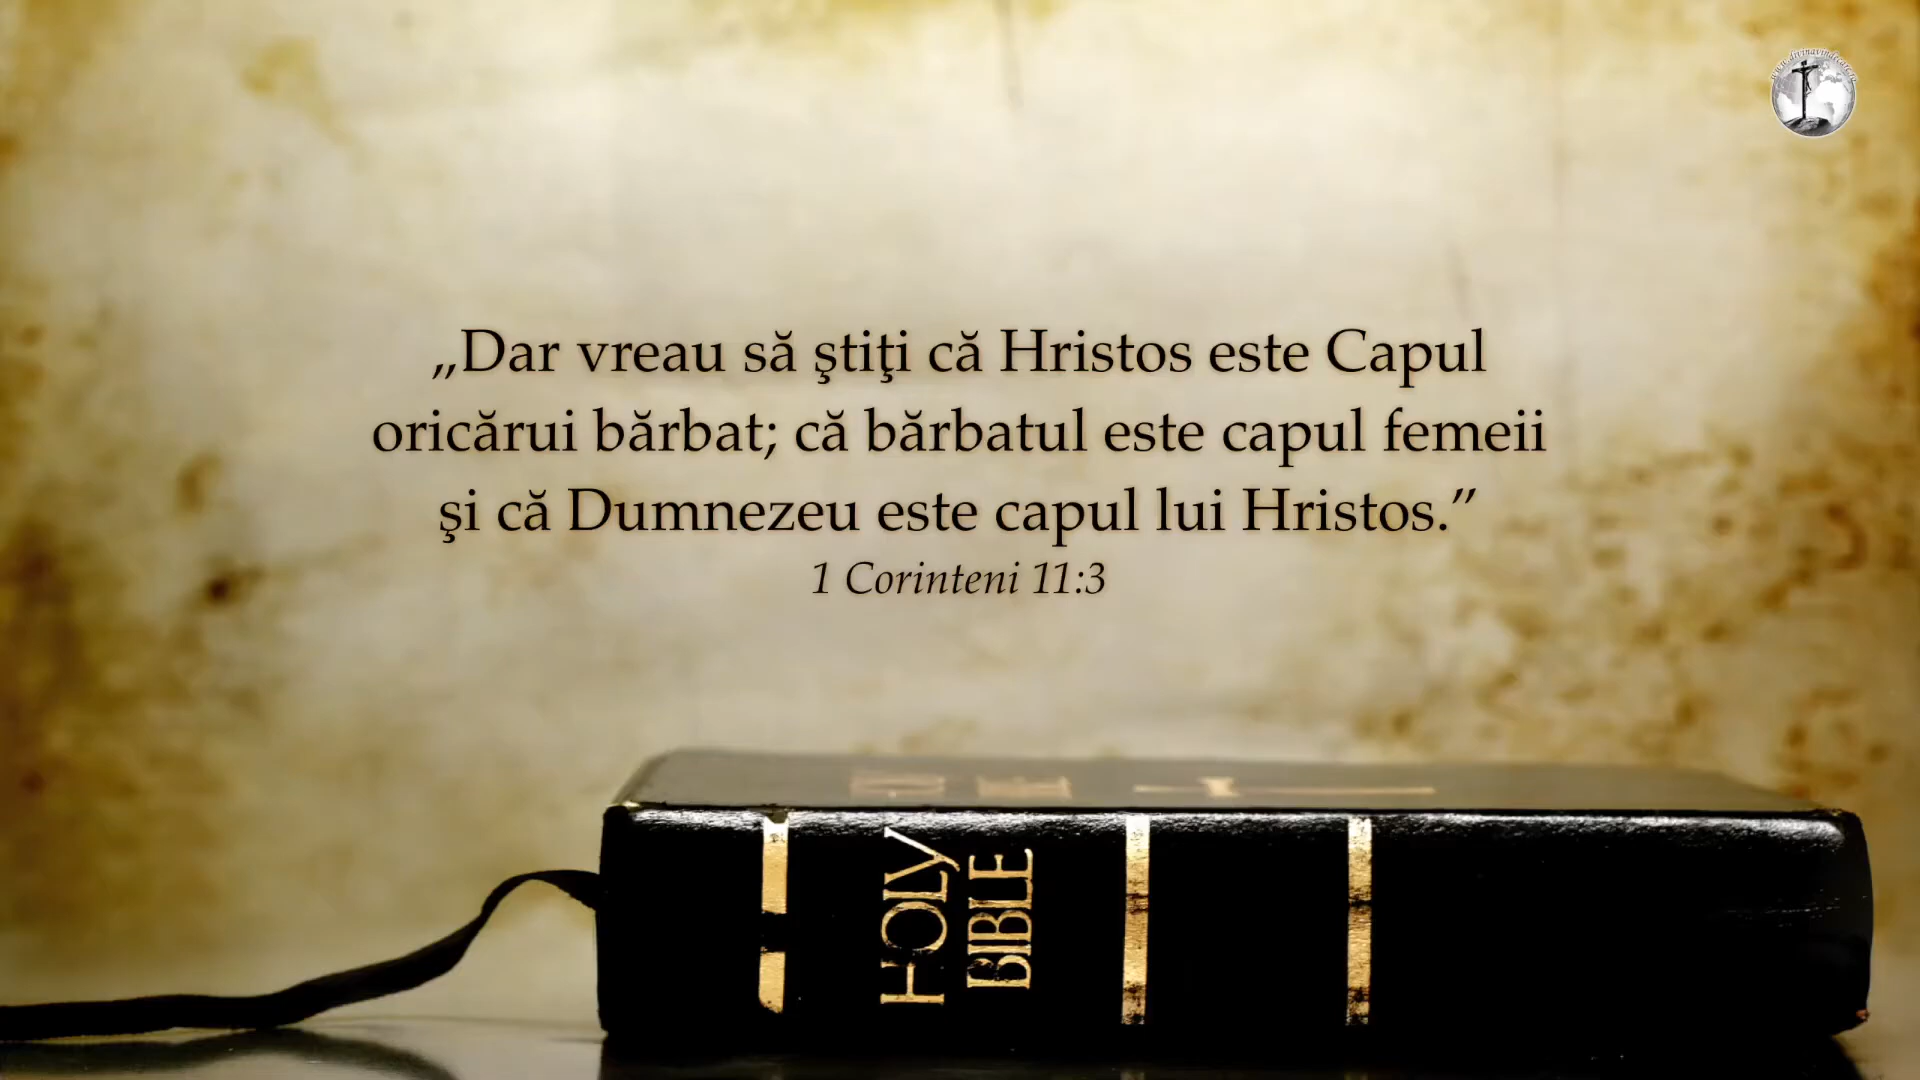 „Dar vreau să ştiţi că Hristos este Capul
oricărui bărbat; că bărbatul este capul femeii
şi că Dumnezeu este capul lui Hristos.”
1 Corinteni 11:3
HOLY
BIBLE